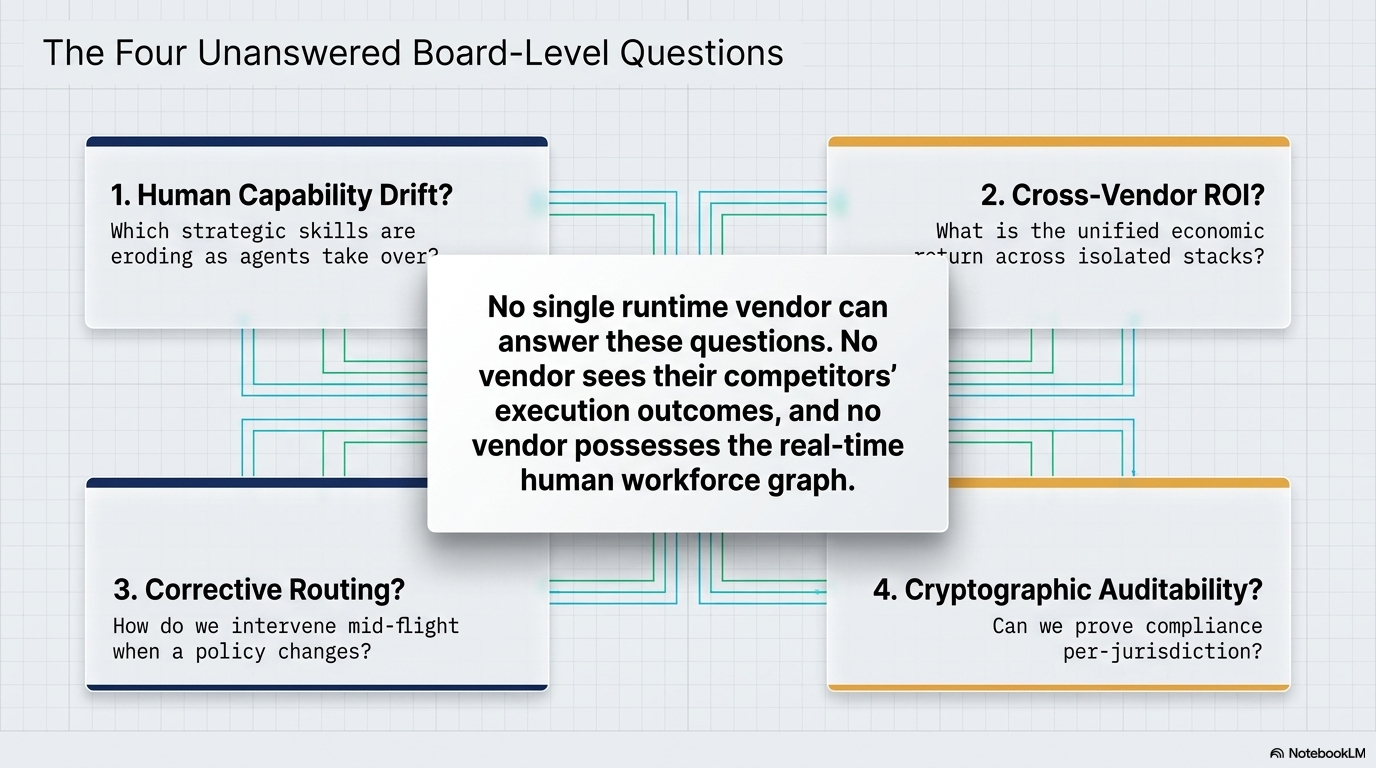 The Four Unanswered Board-Level Questions
1. Human Capability Drift?
Which strategic skills are
eroding as agents take over?
2. Cross-Vendor ROI?
What is the unified economic
return across isolated stacks?
No single runtime vendor can
answer these questions. No
vendor sees their competitors’
execution outcomes, and no
vendor possesses the real-time
human workforce graph.
3. Corrective Routing?
How do we intervene mid-flight
when a policy changes?
4. Cryptographic Auditability?
Can we prove compliance
per-jurisdiction?
NotebookLM